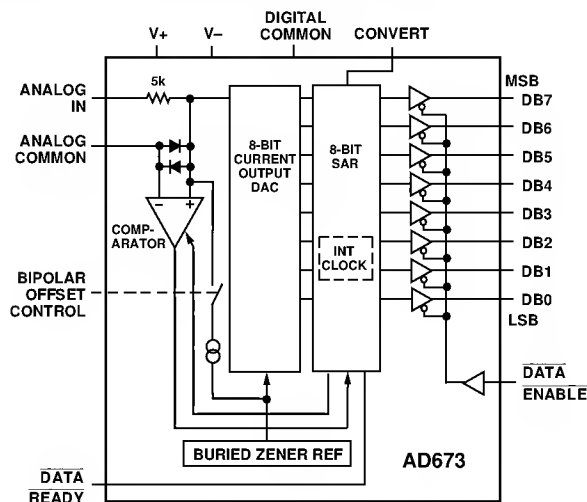 DIGITAL
V+ V– COMMON CONVERT
ANALOG
IN
5k
MSB
DB7
ANALOG
COMMON
8-BIT
CURRENT
OUTPUT
DAC
8-BIT
SAR
DB6
DB5
DB4
– +
COMP-
ARATOR
DB3
DB2
INT
CLOCK
DB1
BIPOLAR
OFFSET
CONTROL
DB0
LSB
DATA
ENABLE
BURIED ZENER REF
AD673
DATA
READY